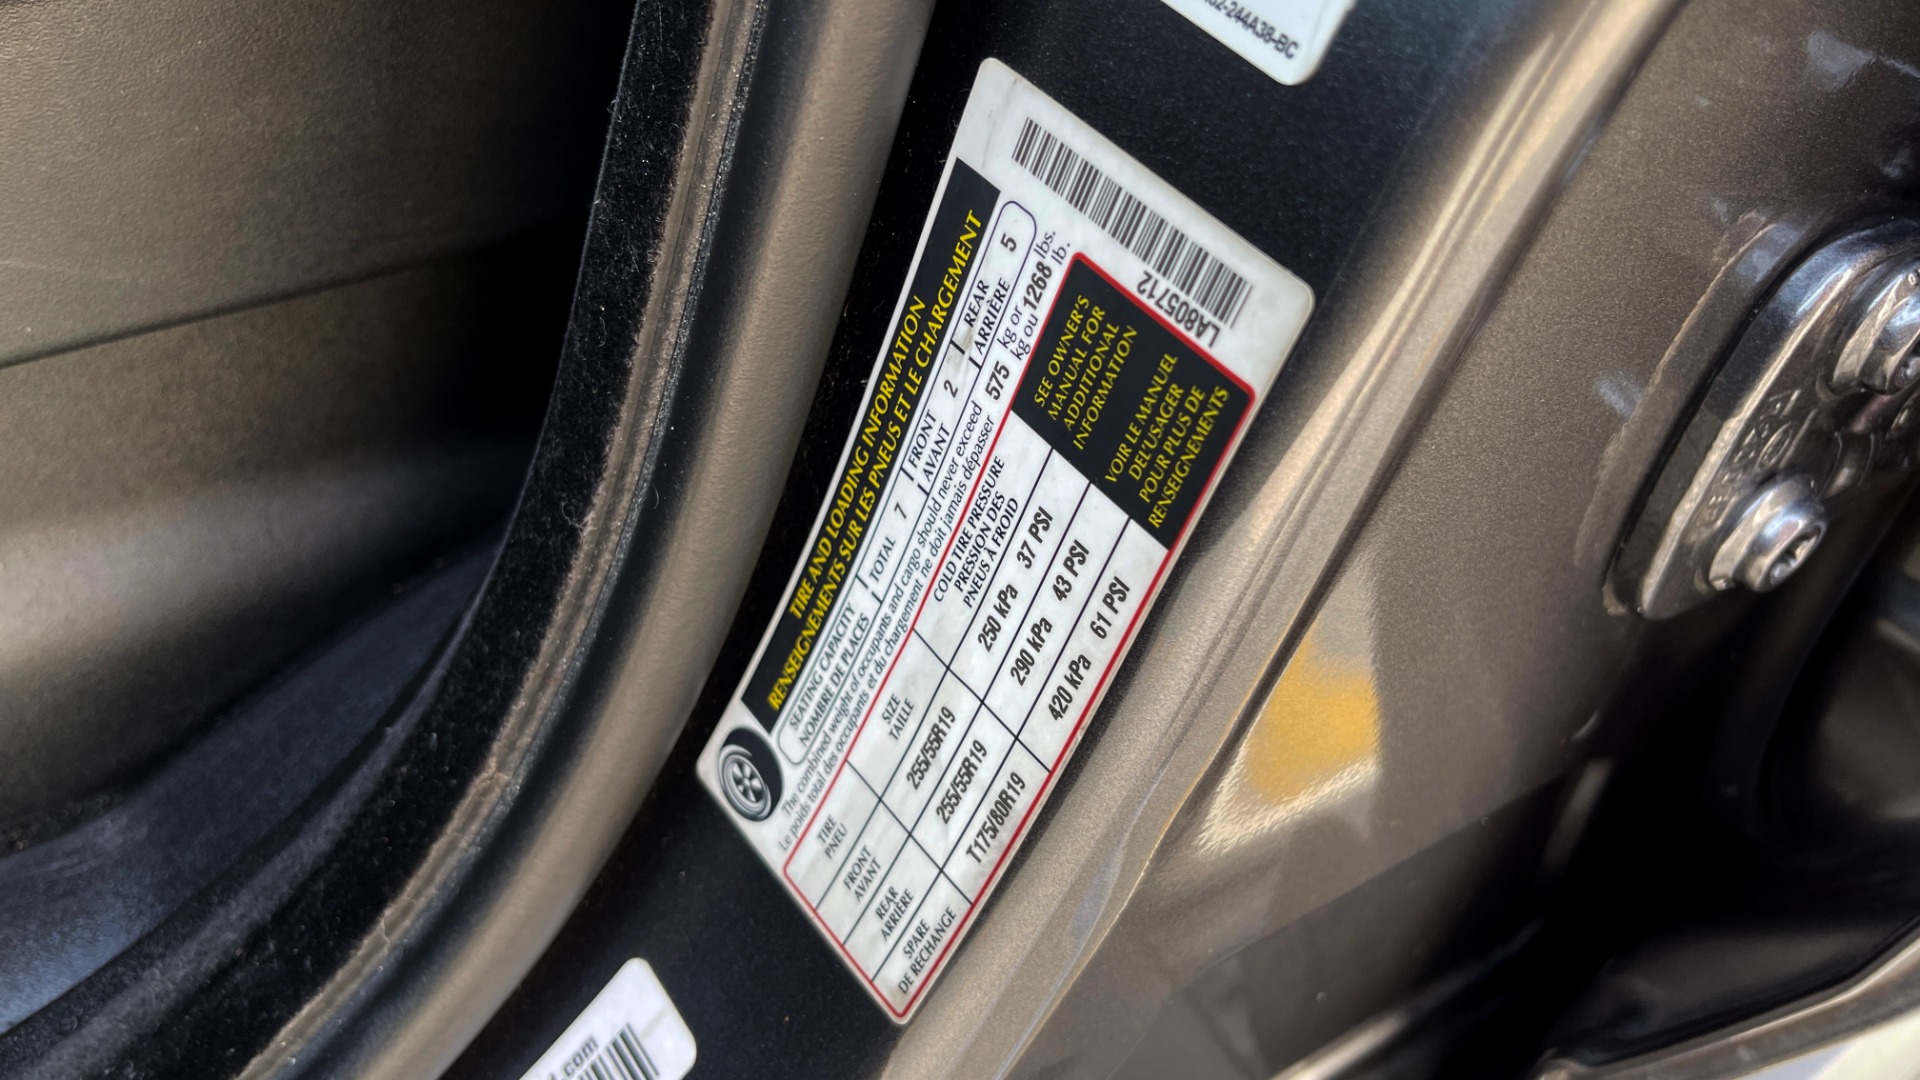 244A38-BC
LA805712
TIRE AND LOADING INFORMATION
RENSEIGNEMENTS SUR LES PNEUS ET LE CHARGEMENT
SEATING CAPACITY
NOMBRE DE PLACES
TOTAL 7
FRONT
AVANT
2
REAR
ARRIÈRE
5
The combined weight of occupants and cargo should never exceed 575 kg or 1268 lbs.
Le poids total des occupants et du chargement ne doit jamais dépasser kg ou lb.
TIRE
PNEU
SIZE
TAILLE
COLD TIRE PRESSURE
PRESSION DES
PNEUS À FROID
FRONT
AVANT
255/55R19
250 kPa 37 PSI
REAR
ARRIÈRE
255/55R19
290 kPa 43 PSI
SPARE
DE RECHANGE
T175/80R19
420 kPa 61 PSI
SEE OWNER'S
MANUAL FOR
ADDITIONAL
INFORMATION
VOIR LE MANUEL
DE L'USAGER
POUR PLUS DE
RENSEIGNEMENTS
.com